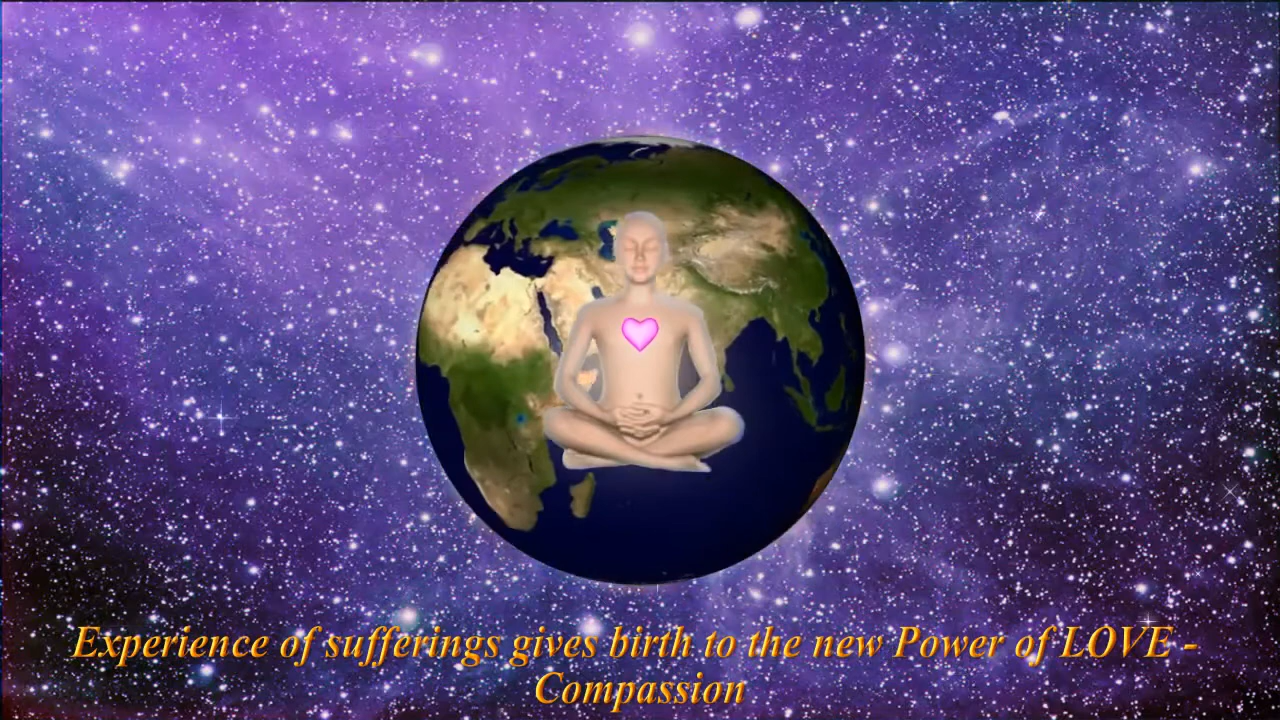 Experience of sufferings gives birth to the new Power of LOVE -
Compassion